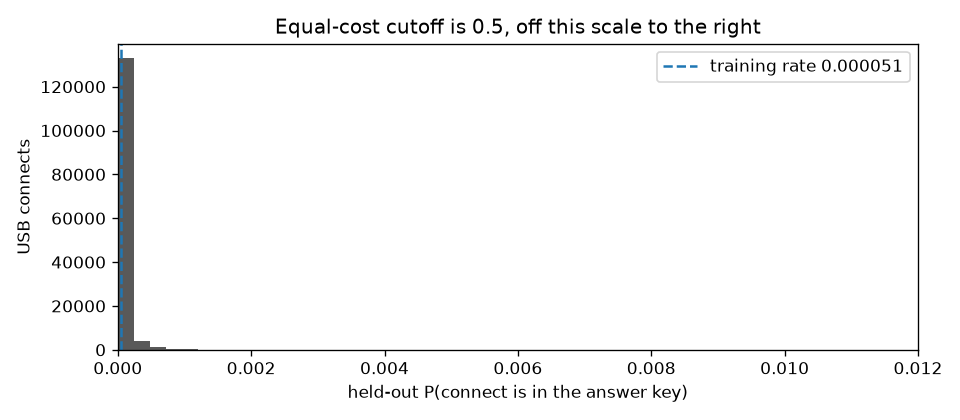 Equal-cost cutoff is 0.5, off this scale to the right
training rate 0.000051
USB connects
120000
100000
80000
60000
40000
20000
0
0.000 0.002 0.004 0.006 0.008 0.010 0.012
held-out P(connect is in the answer key)